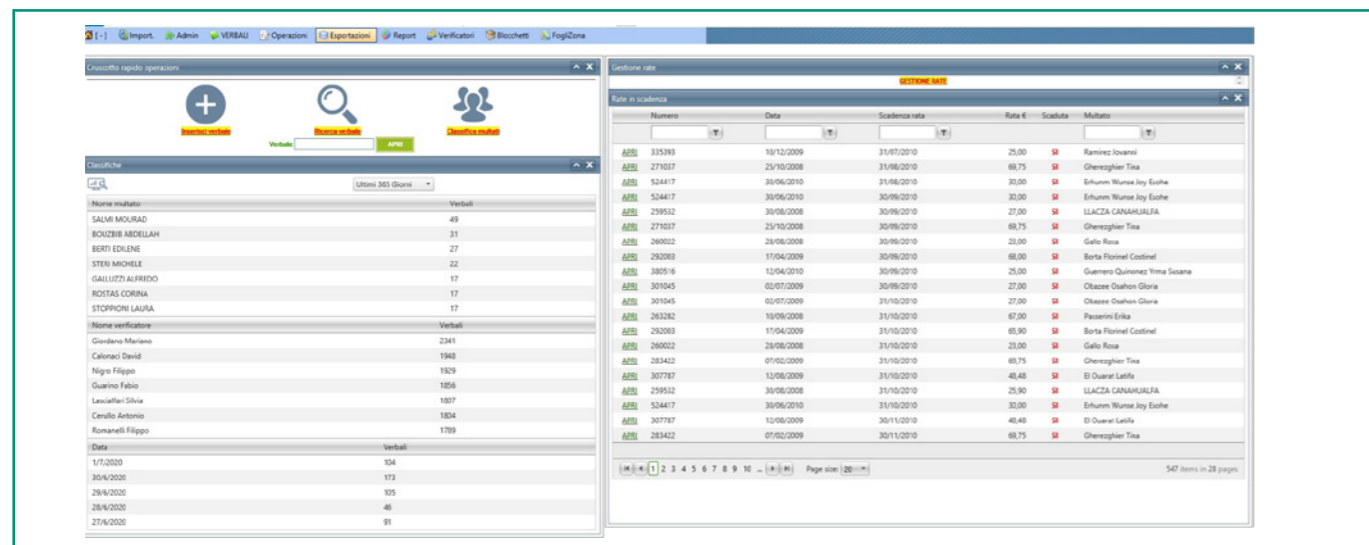 [-] Import. Admin VERBALI Operazioni Esportazioni Report Verificatori Blocchetti FogliZona
Cruscotto rapido operazioni
Inserisci verbale Ricerca verbale Classifica multati
Verbale APRI
Classifiche
Ultimi 365 Giorni
Nome multato Verbali
SALMI MOURAD 49
BOUZBIB ABDELLAH 31
BERTI EDILENE 27
STERI MICHELE 22
GALLUZZI ALFREDO 17
ROSTAS CORINA 17
STOPPIONI LAURA 17
Nome verificatore Verbali
Giordano Mariano 2341
Calonaci David 1948
Nigro Filippo 1929
Guarino Fabio 1856
Lasciaffari Silvia 1807
Cerullo Antonio 1804
Romanelli Filippo 1789
Data Verbali
1/7/2020 104
30/6/2020 173
29/6/2020 105
28/6/2020 46
27/6/2020 91
Gestione rate
GESTIONE RATE
Rate in scadenza
Numero Data Scadenza rata Rata € Scaduta Multato
APRI 335393 10/12/2009 31/07/2010 25,00 SI Ramirez Jovanni
APRI 271037 25/10/2008 31/08/2010 69,75 SI Gherezghier Tina
APRI 524417 30/06/2010 31/08/2010 30,00 SI Erhunm Wunse Joy Esohe
APRI 524417 30/06/2010 30/09/2010 30,00 SI Erhunm Wunse Joy Esohe
APRI 259532 30/08/2008 30/09/2010 27,00 SI LLACZA CANAHUALPA
APRI 271037 25/10/2008 30/09/2010 69,75 SI Gherezghier Tina
APRI 260022 28/08/2008 30/09/2010 23,00 SI Gallo Rosa
APRI 292003 17/04/2009 30/09/2010 68,00 SI Borta Florinel Costinel
APRI 380516 12/04/2010 30/09/2010 25,00 SI Guerrero Quinonez Yrma Susana
APRI 301045 02/07/2009 30/09/2010 27,00 SI Obazee Osahon Gloria
APRI 301045 02/07/2009 31/10/2010 27,00 SI Obazee Osahon Gloria
APRI 263282 10/09/2008 31/10/2010 67,00 SI Passerini Erika
APRI 292003 17/04/2009 31/10/2010 65,90 SI Borta Florinel Costinel
APRI 260022 28/08/2008 31/10/2010 23,00 SI Gallo Rosa
APRI 283422 07/02/2009 31/10/2010 69,75 SI Gherezghier Tina
APRI 307787 12/08/2009 31/10/2010 48,48 SI El Ouarat Latifa
APRI 259532 30/08/2008 31/10/2010 25,90 SI LLACZA CANAHUALPA
APRI 524417 30/06/2010 31/10/2010 30,00 SI Erhunm Wunse Joy Esohe
APRI 307787 12/08/2009 30/11/2010 48,48 SI El Ouarat Latifa
APRI 283422 07/02/2009 30/11/2010 69,75 SI Gherezghier Tina
1 2 3 4 5 6 7 8 9 10 ... Page size: 20 547 items in 28 pages